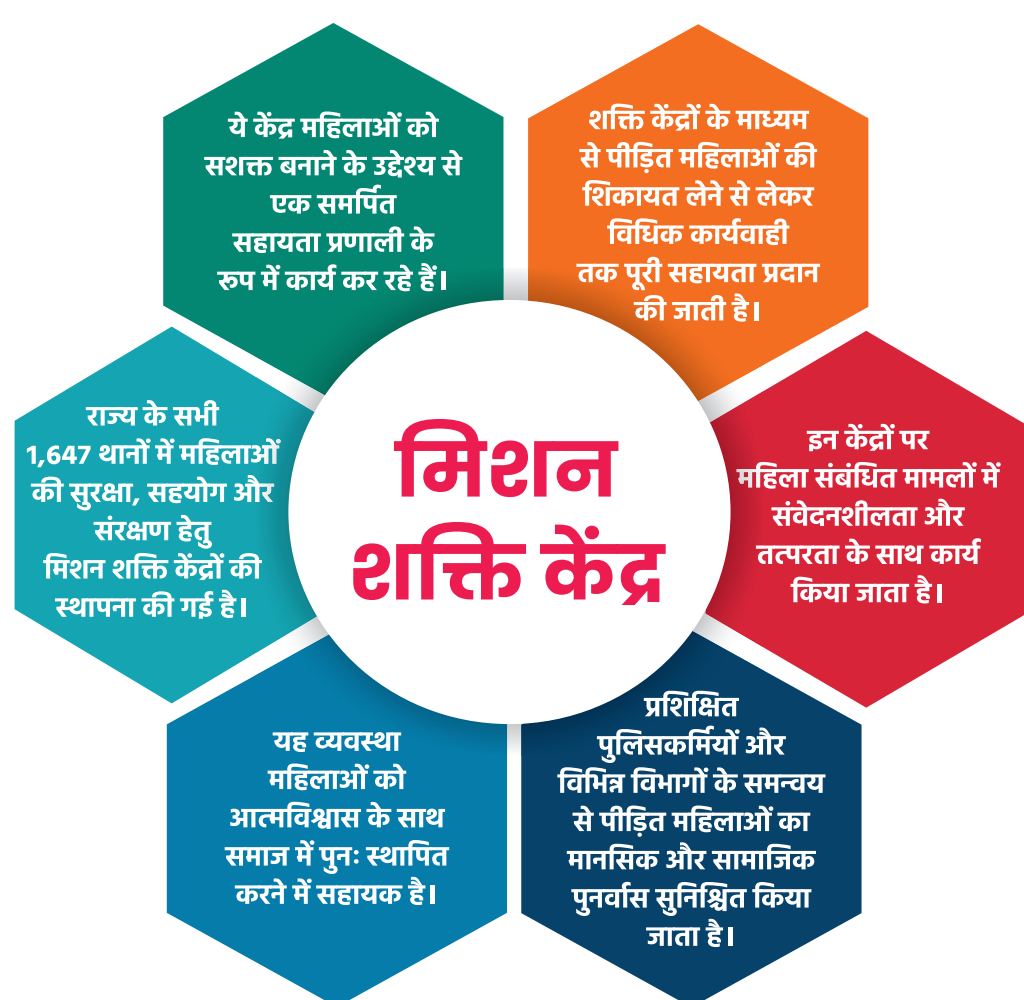 ये केंद्र महिलाओं को
सशक्त बनाने के उद्देश्य से
एक समर्पित
सहायता प्रणाली के
रूप में कार्य कर रहे हैं।
शक्ति केंद्रों के माध्यम
से पीड़ित महिलाओं की
शिकायत लेने से लेकर
विधिक कार्यवाही
तक पूरी सहायता प्रदान
की जाती है।
राज्य के सभी
1,647 थानों में महिलाओं
की सुरक्षा, सहयोग और
संरक्षण हेतु
मिशन शक्ति केंद्रों की
स्थापना की गई है।
मिशन
शक्ति केंद्र
इन केंद्रों पर
महिला संबंधित मामलों में
संवेदनशीलता और
तत्परता के साथ कार्य
किया जाता है।
यह व्यवस्था
महिलाओं को
आत्मविश्वास के साथ
समाज में पुनः स्थापित
करने में सहायक है।
प्रशिक्षित
पुलिसकर्मियों और
विभिन्न विभागों के समन्वय
से पीड़ित महिलाओं का
मानसिक और सामाजिक
पुनर्वास सुनिश्चित किया
जाता है।